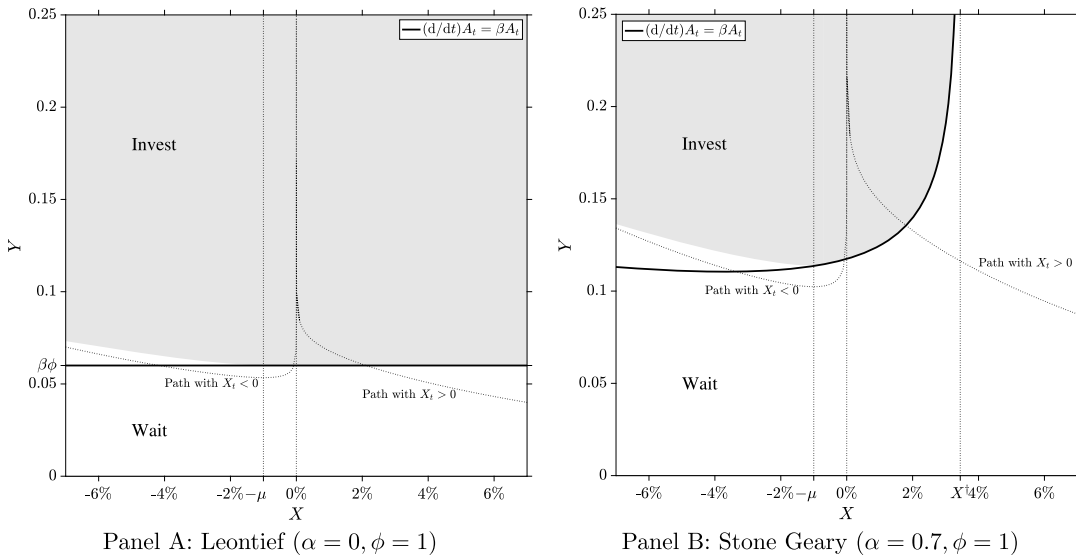 0.25
(d/dt)A_t = βA_t
0.2
Invest
0.15
Y
0.1
βϕ
0.05
Path with X_t < 0
Path with X_t > 0
Wait
0
-6% -4% -2% −μ 0% 2% 4% 6%
X
Panel A: Leontief (α = 0, ϕ = 1)
0.25
(d/dt)A_t = βA_t
0.2
Invest
0.15
Y
Path with X_t > 0
0.1
Path with X_t < 0
0.05
Wait
0
-6% -4% -2% −μ 0% 2% X† 4% 6%
X
Panel B: Stone Geary (α = 0.7, ϕ = 1)